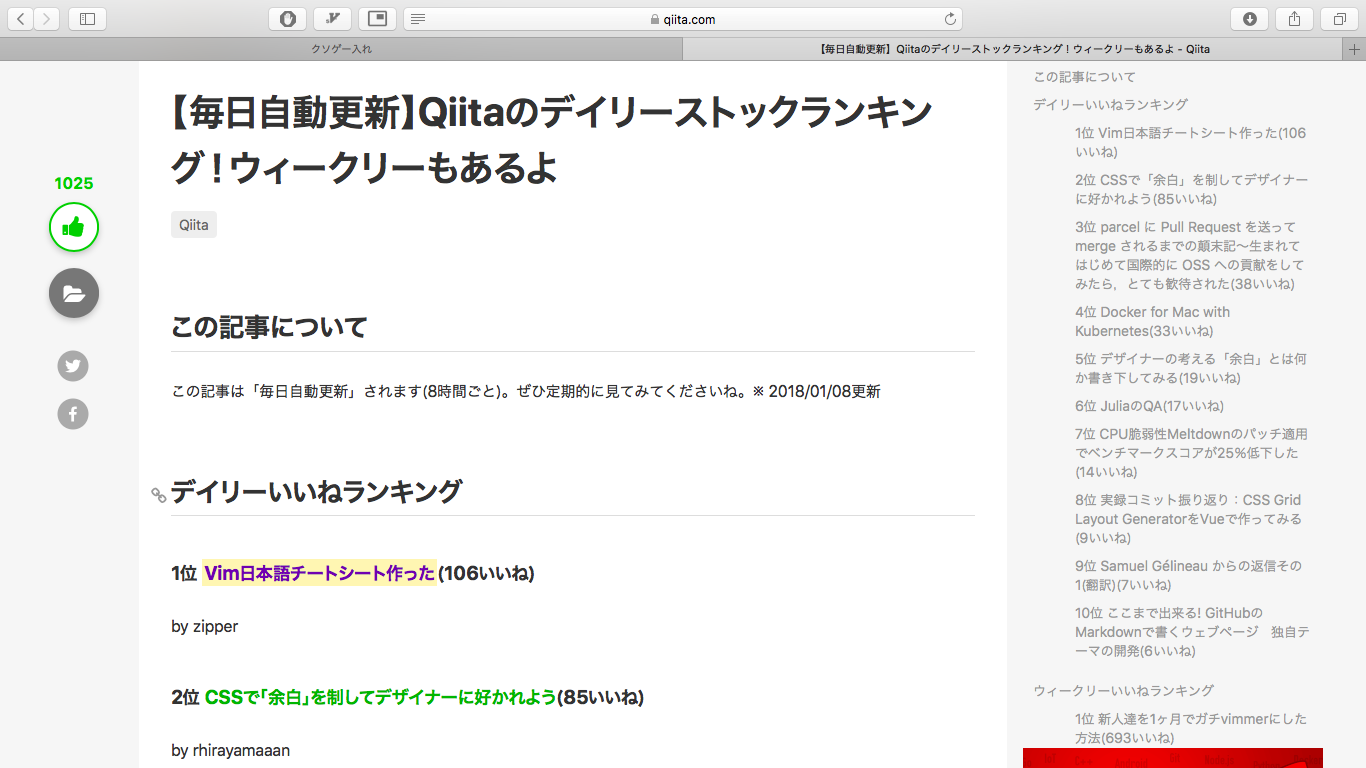 qiita.com
クソゲー入れ
【毎日自動更新】Qiitaのデイリーストックランキング！ウィークリーもあるよ - Qiita
【毎日自動更新】Qiitaのデイリーストックランキン
グ！ウィークリーもあるよ
Qiita
1025
この記事について
この記事は「毎日自動更新」されます(8時間ごと)。ぜひ定期的に見てみてくださいね。※ 2018/01/08更新
デイリーいいねランキング
1位 Vim日本語チートシート作った(106いいね)
by zipper
2位 CSSで「余白」を制してデザイナーに好かれよう(85いいね)
by rhirayamaaan
この記事について
デイリーいいねランキング
1位 Vim日本語チートシート作った(106
いいね)
2位 CSSで「余白」を制してデザイナー
に好かれよう(85いいね)
3位 parcel に Pull Request を送って
merge されるまでの顛末記〜生まれて
はじめて国際的に OSS への貢献をして
みたら，とても歓待された(38いいね)
4位 Docker for Mac with
Kubernetes(33いいね)
5位 デザイナーの考える「余白」とは何
か書き下してみる(19いいね)
6位 JuliaのQA(17いいね)
7位 CPU脆弱性Meltdownのパッチ適用
でベンチマークスコアが25%低下した
(14いいね)
8位 実録コミット振り返り：CSS Grid
Layout GeneratorをVueで作ってみる
(9いいね)
9位 Samuel Gélineau からの返信その
1(翻訳)(7いいね)
10位 ここまで出来る! GitHubの
Markdownで書くウェブページ　独自テ
ーマの開発(6いいね)
ウィークリーいいねランキング
1位 新人達を1ヶ月でガチvimmerにした
方法(693いいね)